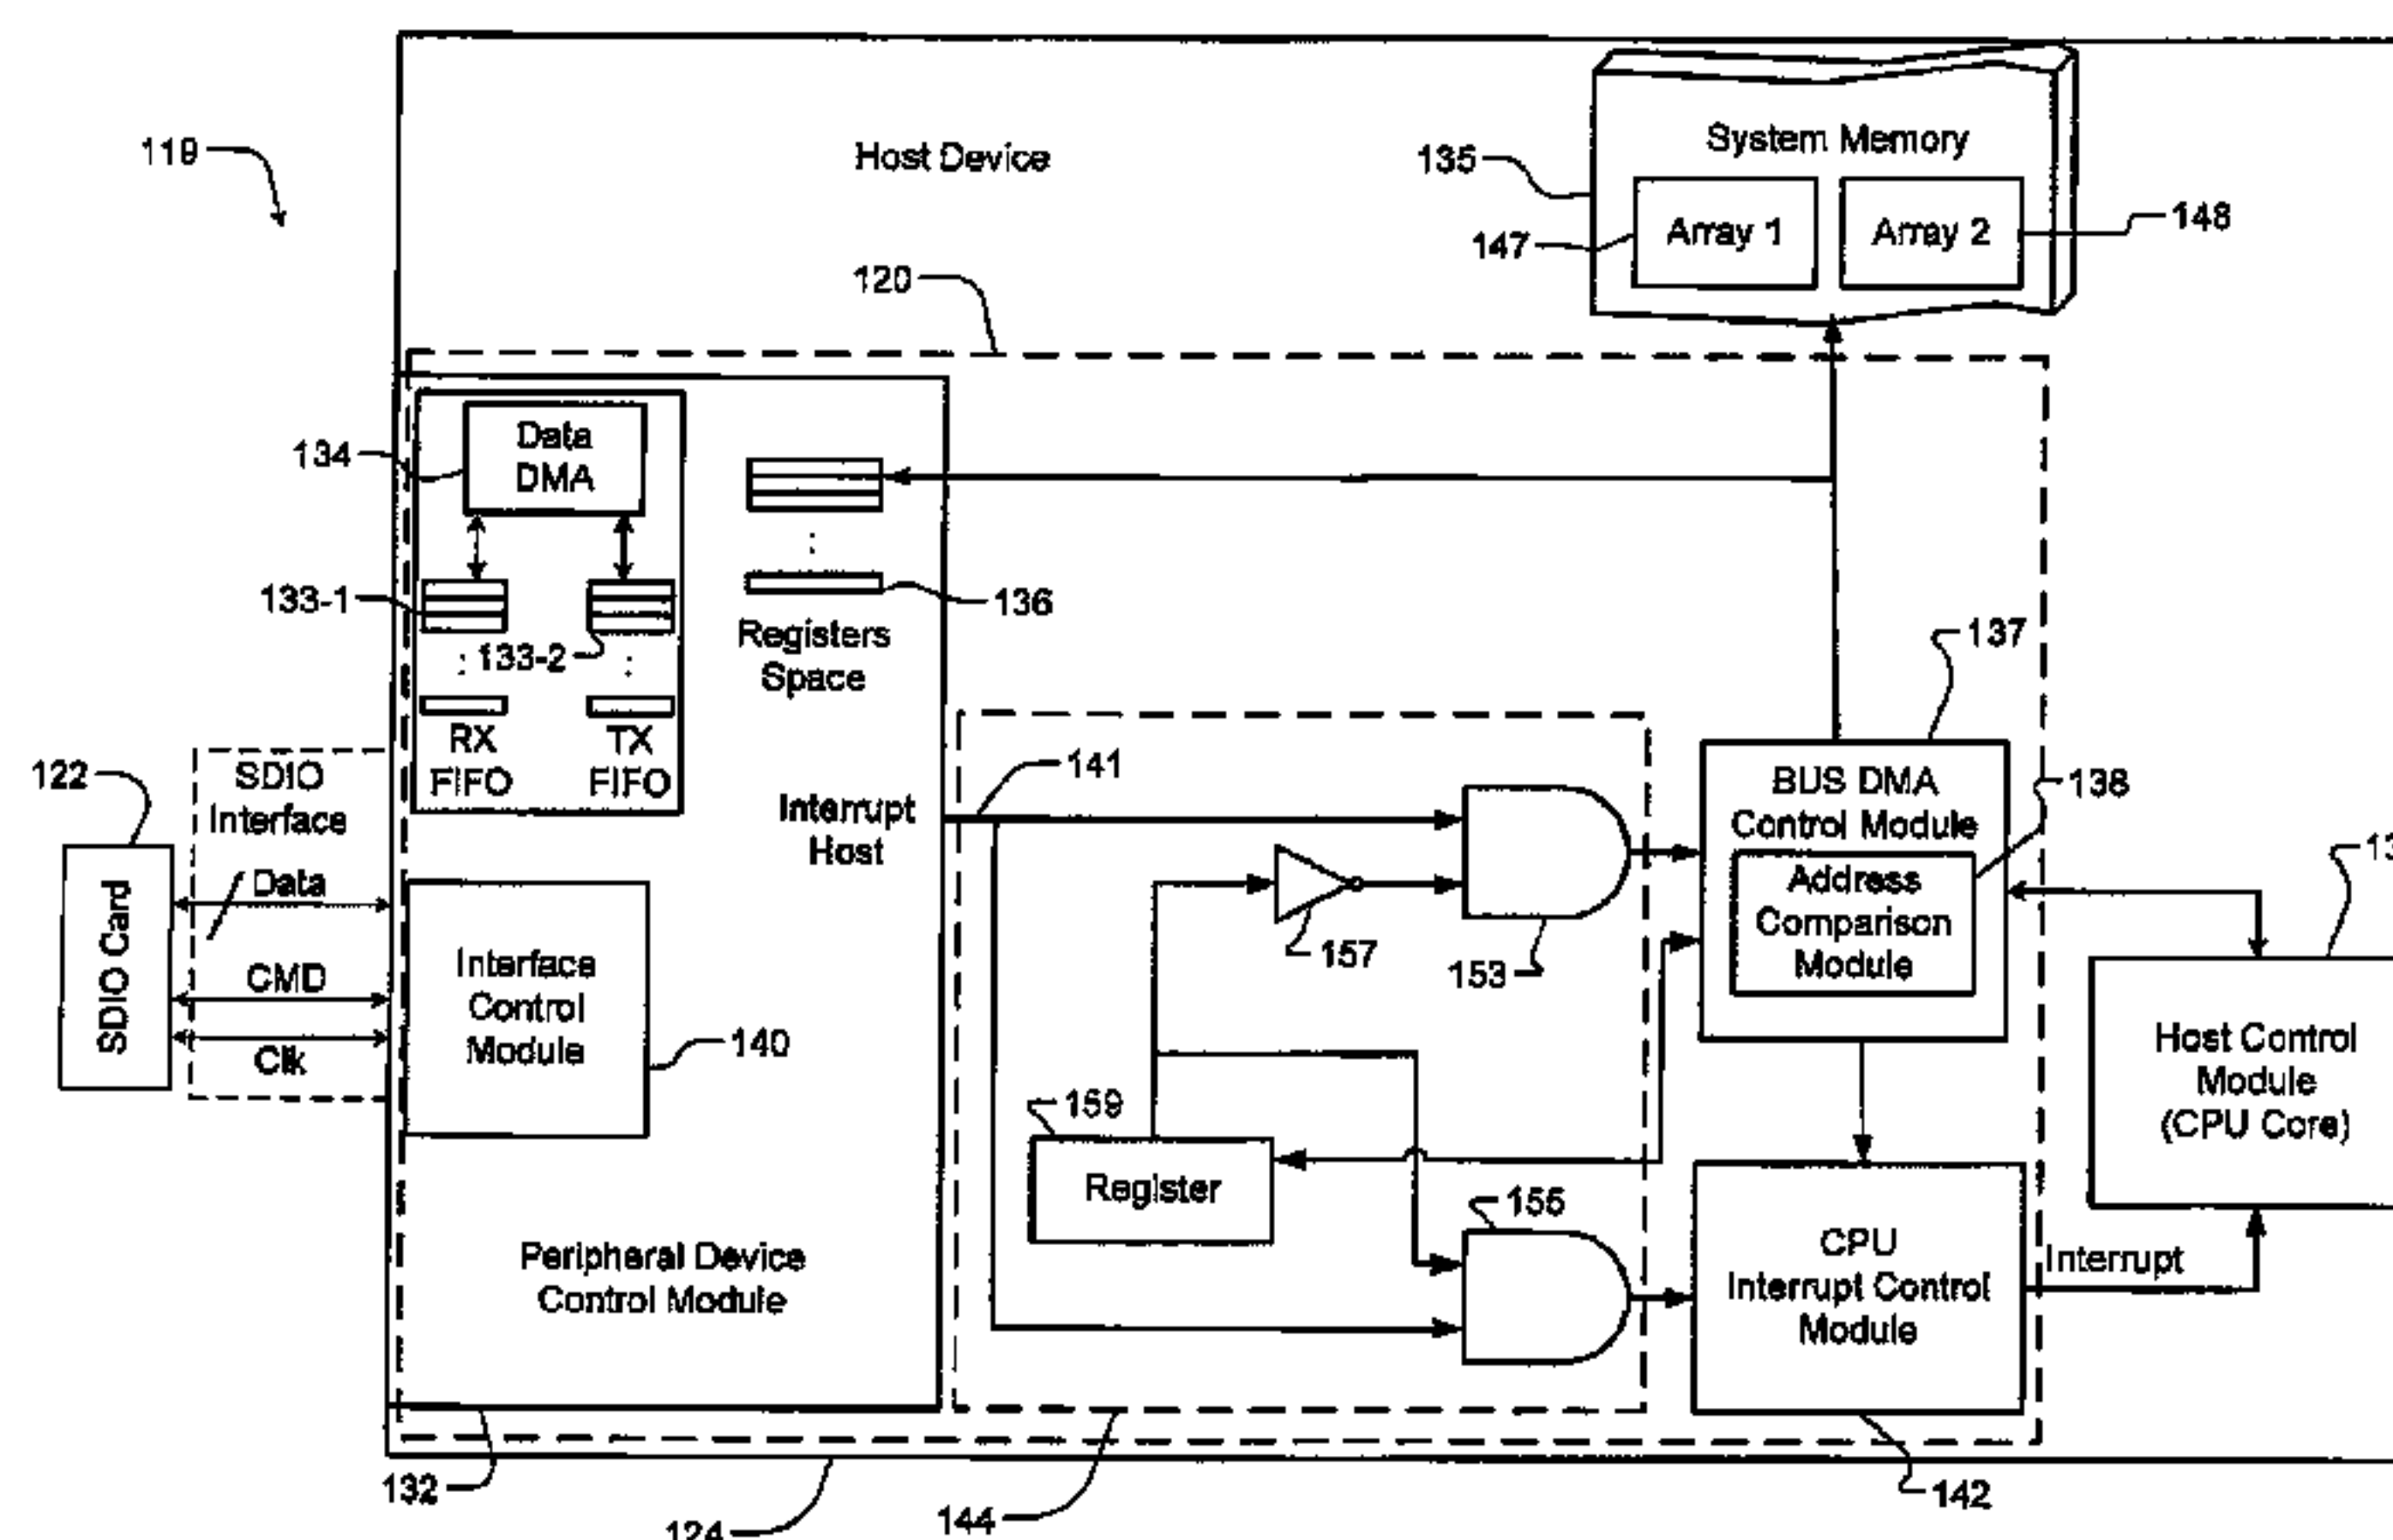 119
Host Device
System Memory
135
Array 1
Array 2
147
148
120
Data
DMA
134
133-1
133-2
136
Registers
Space
RX
FIFO
TX
FIFO
137
122
SDIO
Interface
SDIO Card
Data
CMD
Clk
Interrupt
Host
141
BUS DMA
Control Module
138
Address
Comparison
Module
157
153
Interface
Control
Module
140
Host Control
Module
(CPU Core)
159
Register
155
CPU
Interrupt Control
Module
Interrupt
Peripheral Device
Control Module
132
124
144
142